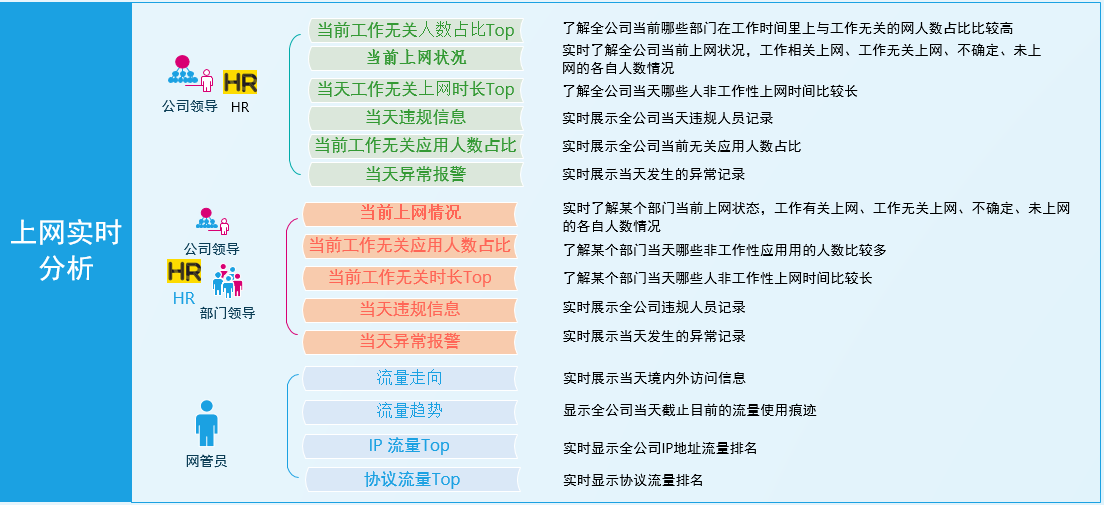 上网实时
分析
公司领导
HR
HR
当前工作无关人数占比Top
了解全公司当前哪些部门在工作时间里上与工作无关的网人数占比比较高
当前上网状况
实时了解全公司当前上网状况，工作相关上网、工作无关上网、不确定、未上
网的各自人数情况
当天工作无关上网时长Top
了解全公司当天哪些人非工作性上网时间比较长
当天违规信息
实时展示全公司当天违规人员记录
当前工作无关应用人数占比
实时展示全公司当前无关应用人数占比
当天异常报警
实时展示当天发生的异常记录
公司领导
HR
HR
部门领导
当前上网情况
实时了解某个部门当前上网状态，工作有关上网、工作无关上网、不确定、未上网
的各自人数情况
当前工作无关应用人数占比
了解某个部门当天哪些非工作性应用用的人数比较多
当前工作无关时长Top
了解某个部门当天哪些人非工作性上网时间比较长
当天违规信息
实时展示全公司违规人员记录
当天异常报警
实时展示当天发生的异常记录
网管员
流量走向
实时展示当天境内外访问信息
流量趋势
显示全公司当天截止目前的流量使用痕迹
IP 流量Top
实时显示全公司IP地址流量排名
协议流量Top
实时显示协议流量排名